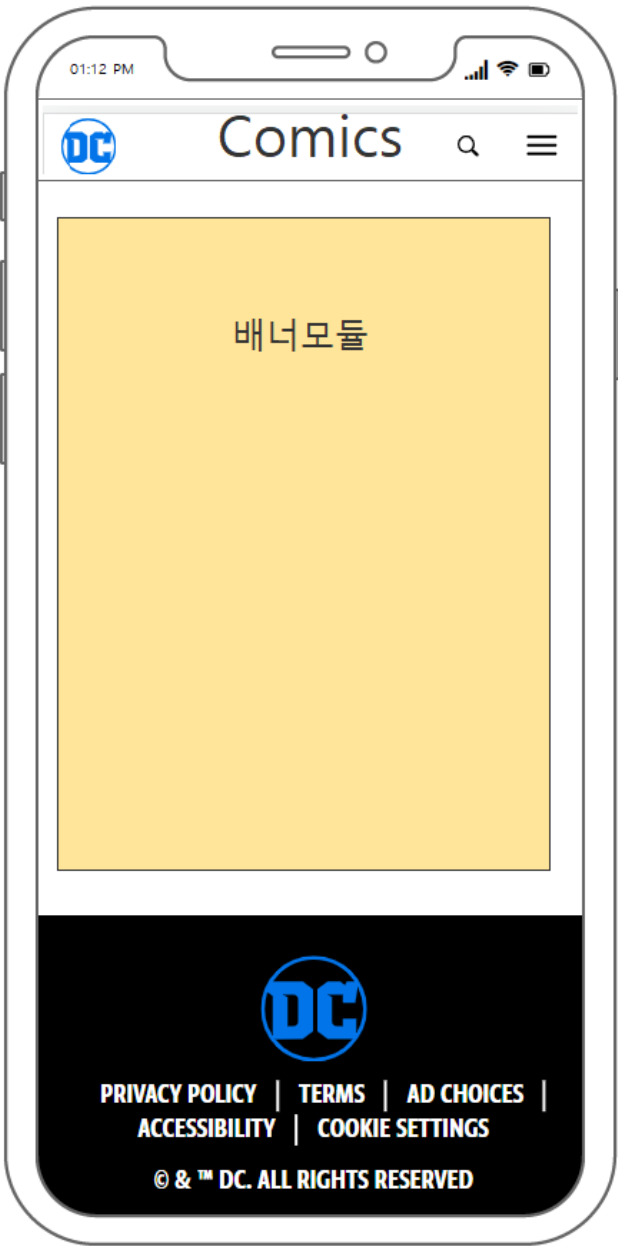 01:12 PM
DC
Comics
배너모듈
DC
PRIVACY POLICY | TERMS | AD CHOICES |
ACCESSIBILITY | COOKIE SETTINGS
© & ™ DC. ALL RIGHTS RESERVED